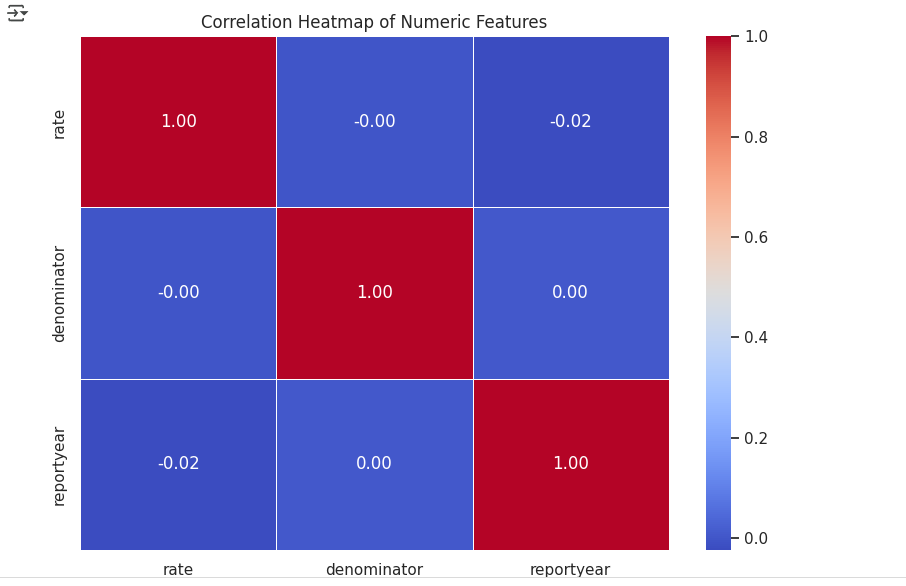 Correlation Heatmap of Numeric Features
1.0
rate
1.00
-0.00
-0.02
0.8
0.6
denominator
-0.00
1.00
0.00
0.4
0.2
reportyear
-0.02
0.00
1.00
0.0
rate
denominator
reportyear